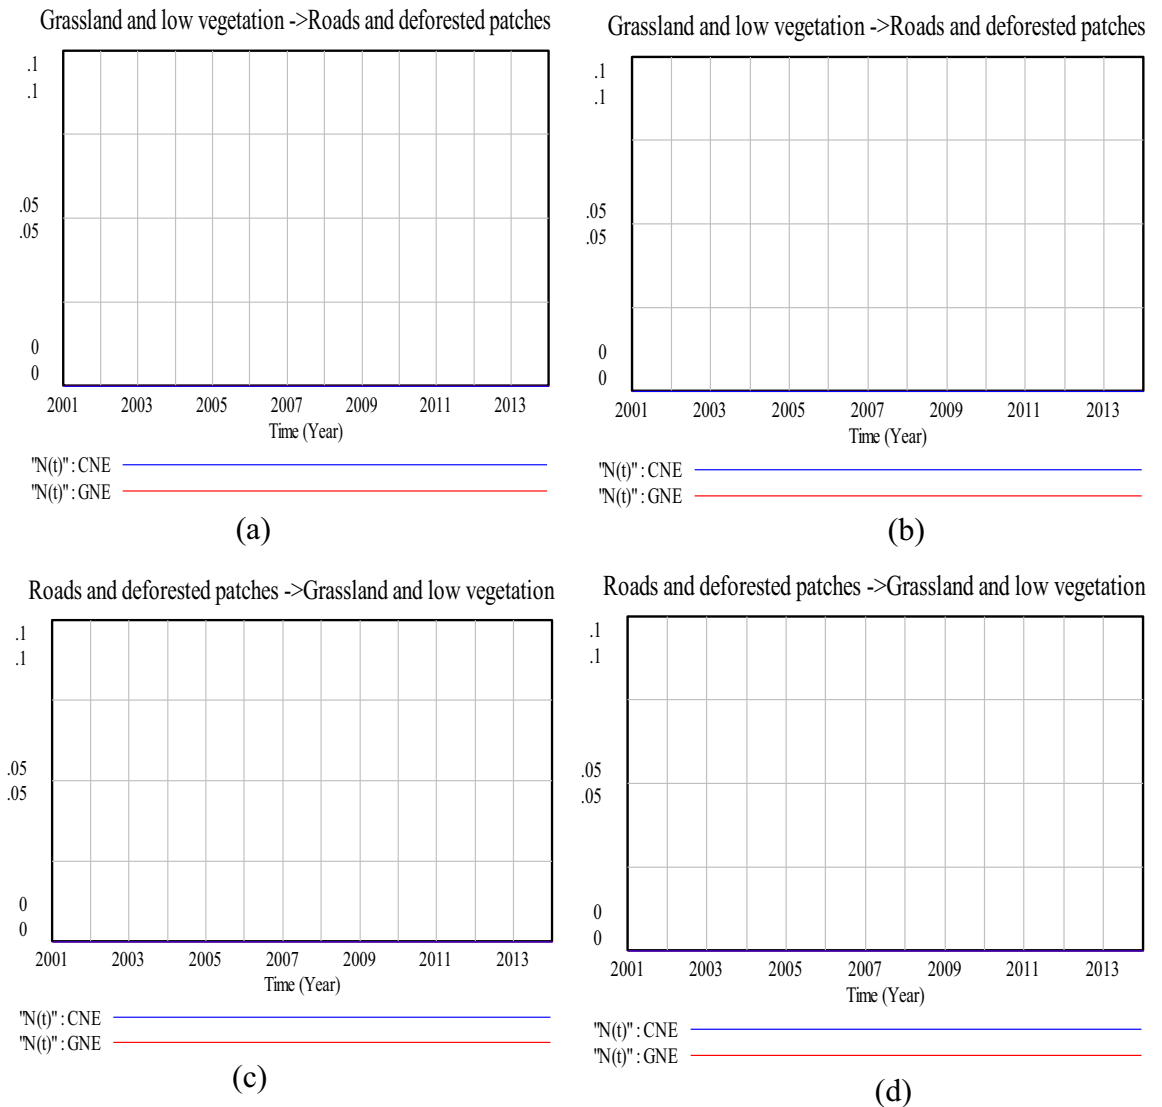 Grassland and low vegetation ->Roads and deforested patches
.1
.1
.05
.05
0
0
2001 2003 2005 2007 2009 2011 2013
Time (Year)
"N(t)" : CNE
"N(t)" : GNE
(a)
Grassland and low vegetation ->Roads and deforested patches
.1
.1
.05
.05
0
0
2001 2003 2005 2007 2009 2011 2013
Time (Year)
"N(t)" : CNE
"N(t)" : GNE
(b)
Roads and deforested patches ->Grassland and low vegetation
.1
.1
.05
.05
0
0
2001 2003 2005 2007 2009 2011 2013
Time (Year)
"N(t)" : CNE
"N(t)" : GNE
(c)
Roads and deforested patches ->Grassland and low vegetation
.1
.1
.05
.05
0
0
2001 2003 2005 2007 2009 2011 2013
Time (Year)
"N(t)" : CNE
"N(t)" : GNE
(d)